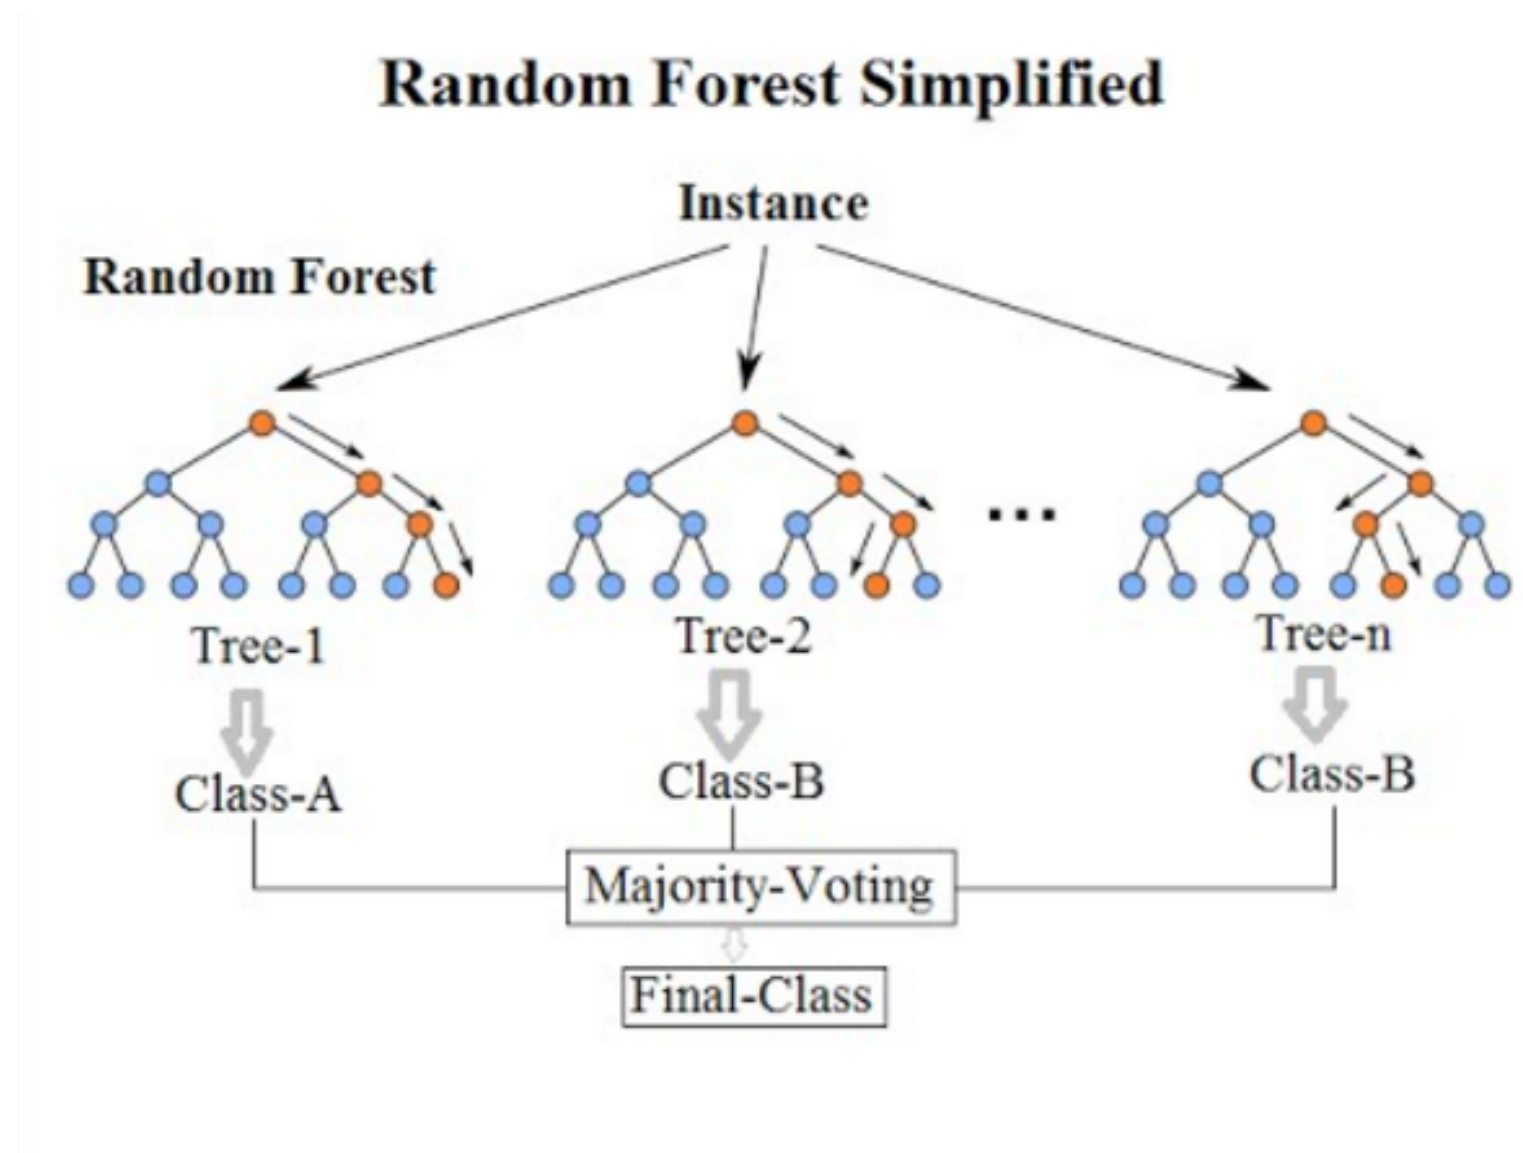 Random Forest Simplified
Instance
Random Forest
...
Tree-1
Tree-2
Tree-n
Class-A
Class-B
Class-B
Majority-Voting
Final-Class